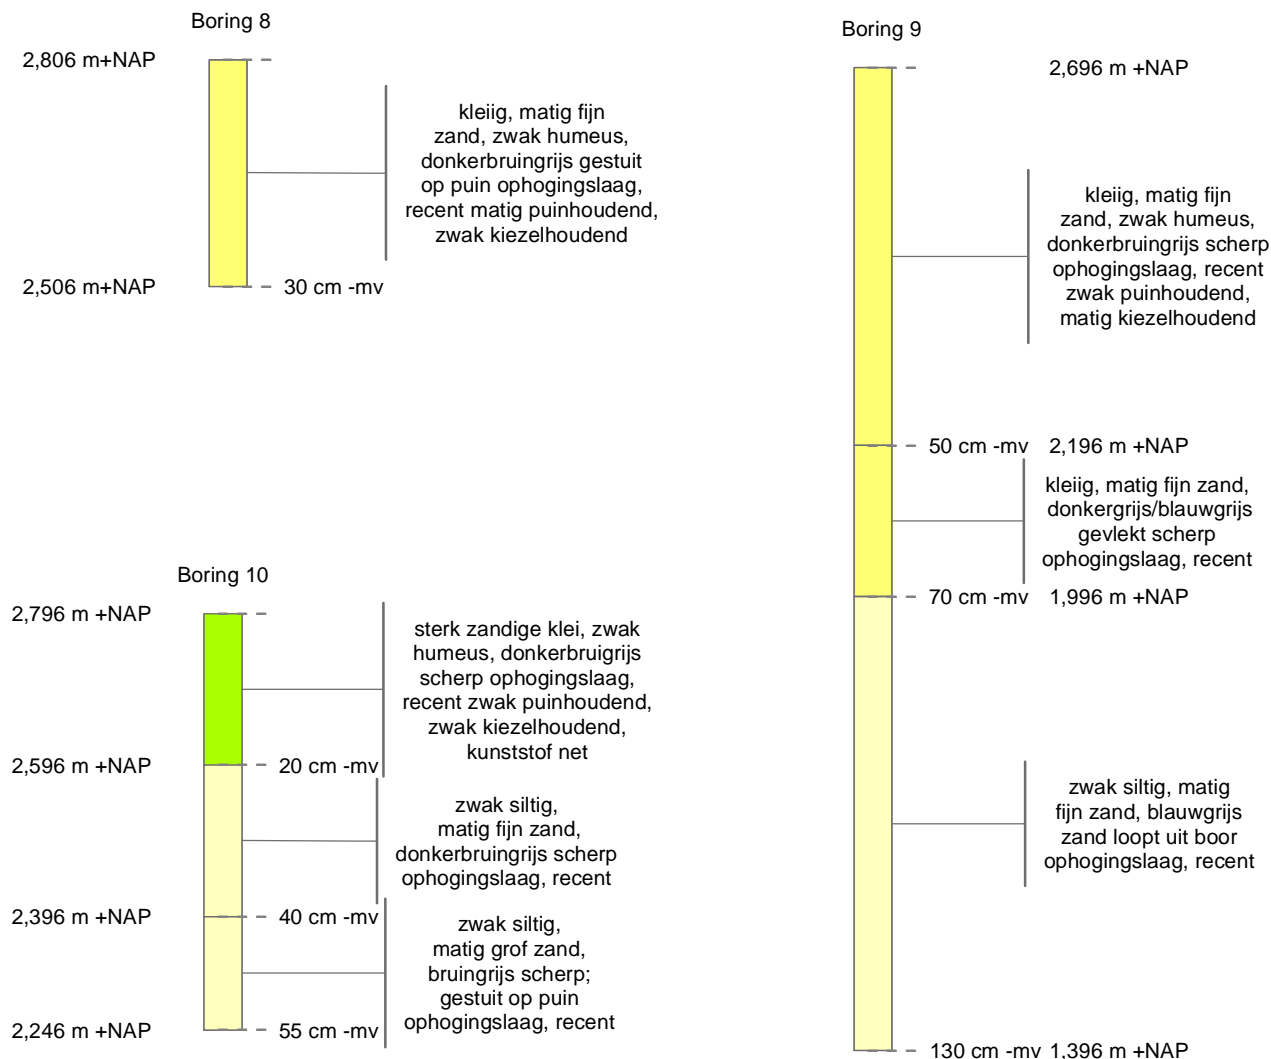 Boring 8
2,806 m+NAP
kleiig, matig fijn
zand, zwak humeus,
donkerbruingrijs gestuit
op puin ophogingslaag,
recent matig puinhoudend,
zwak kiezelhoudend
2,506 m+NAP
30 cm -mv
Boring 9
2,696 m +NAP
kleiig, matig fijn
zand, zwak humeus,
donkerbruingrijs scherp
ophogingslaag, recent
zwak puinhoudend,
matig kiezelhoudend
50 cm -mv
2,196 m +NAP
kleiig, matig fijn zand,
donkergrijs/blauwgrijs
gevlekt scherp
ophogingslaag, recent
70 cm -mv
1,996 m +NAP
zwak siltig, matig
fijn zand, blauwgrijs
zand loopt uit boor
ophogingslaag, recent
130 cm -mv
1,396 m +NAP
Boring 10
2,796 m +NAP
sterk zandige klei, zwak
humeus, donkerbruigrijs
scherp ophogingslaag,
recent zwak puinhoudend,
zwak kiezelhoudend,
kunststof net
2,596 m +NAP
20 cm -mv
zwak siltig,
matig fijn zand,
donkerbruingrijs scherp
ophogingslaag, recent
2,396 m +NAP
40 cm -mv
zwak siltig,
matig grof zand,
bruingrijs scherp;
gestuit op puin
ophogingslaag, recent
2,246 m +NAP
55 cm -mv